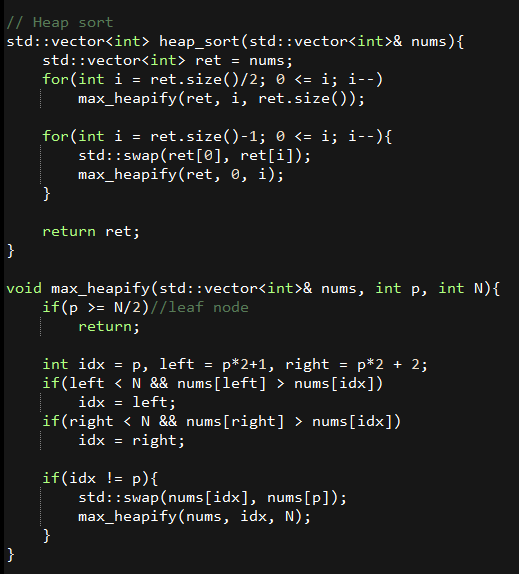 // Heap sort
std::vector<int> heap_sort(std::vector<int>& nums){
    std::vector<int> ret = nums;
    for(int i = ret.size()/2; 0 <= i; i--)
        max_heapify(ret, i, ret.size());

    for(int i = ret.size()-1; 0 <= i; i--){
        std::swap(ret[0], ret[i]);
        max_heapify(ret, 0, i);
    }

    return ret;
}

void max_heapify(std::vector<int>& nums, int p, int N){
    if(p >= N/2)//leaf node
        return;

    int idx = p, left = p*2+1, right = p*2 + 2;
    if(left < N && nums[left] > nums[idx])
        idx = left;
    if(right < N && nums[right] > nums[idx])
        idx = right;

    if(idx != p){
        std::swap(nums[idx], nums[p]);
        max_heapify(nums, idx, N);
    }
}